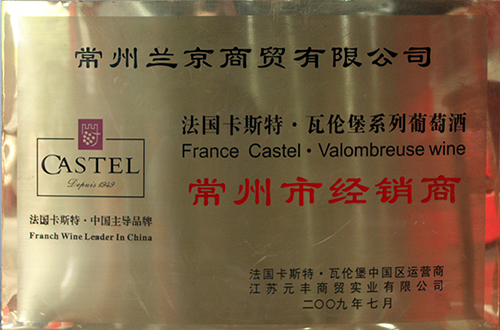 常州兰京商贸有限公司
法国卡斯特·瓦伦堡系列葡萄酒
France Castel·Valombreuse wine
常州市经销商
CASTEL
Depuis 1949
法国卡斯特·中国主导品牌
Franch Wine Leader In China
法国卡斯特·瓦伦堡中国区运营商
江苏元丰商贸实业有限公司
二〇〇九年七月